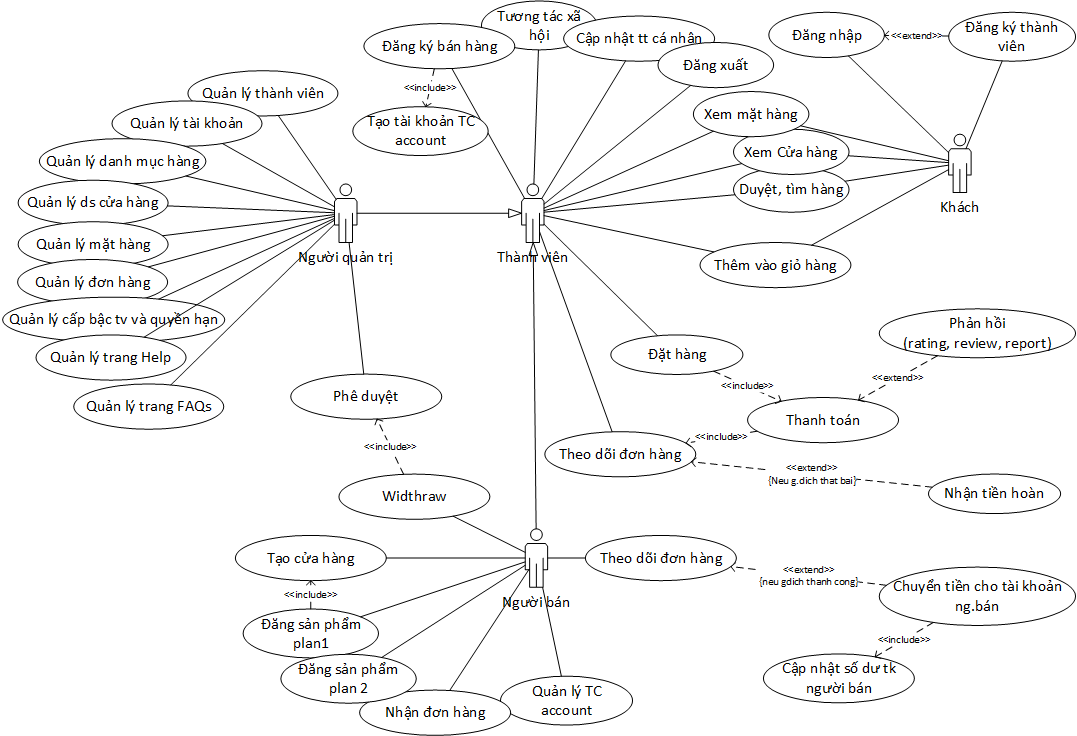 Tương tác xã
hội
Đăng ký bán hàng
Cập nhật tt cá nhân
Đăng nhập
<<extend>>
Đăng ký thành
viên
Đăng xuất
<<include>>
Quản lý thành viên
Xem mặt hàng
Quản lý tài khoản
Tạo tài khoản TC
account
Xem Cửa hàng
Quản lý danh mục hàng
Duyệt, tìm hàng
Quản lý ds cửa hàng
Khách
Quản lý mặt hàng
Người quản trị
Thành viên
Thêm vào giỏ hàng
Quản lý đơn hàng
Quản lý cấp bậc tv và quyền hạn
Phản hồi
(rating, review, report)
Quản lý trang Help
Đặt hàng
<<extend>>
<<include>>
Phê duyệt
Quản lý trang FAQs
Thanh toán
<<include>>
<<include>>
Theo dõi đơn hàng
<<extend>>
{Neu g.dich that bai}
Widthraw
Nhận tiền hoàn
Tạo cửa hàng
Theo dõi đơn hàng
<<extend>>
{neu gdich thanh cong}
Chuyển tiền cho tài khoản
ng.bán
<<include>>
Người bán
Đăng sản phẩm
plan1
<<include>>
Đăng sản phẩm
plan 2
Cập nhật số dư tk
người bán
Quản lý TC
account
Nhận đơn hàng